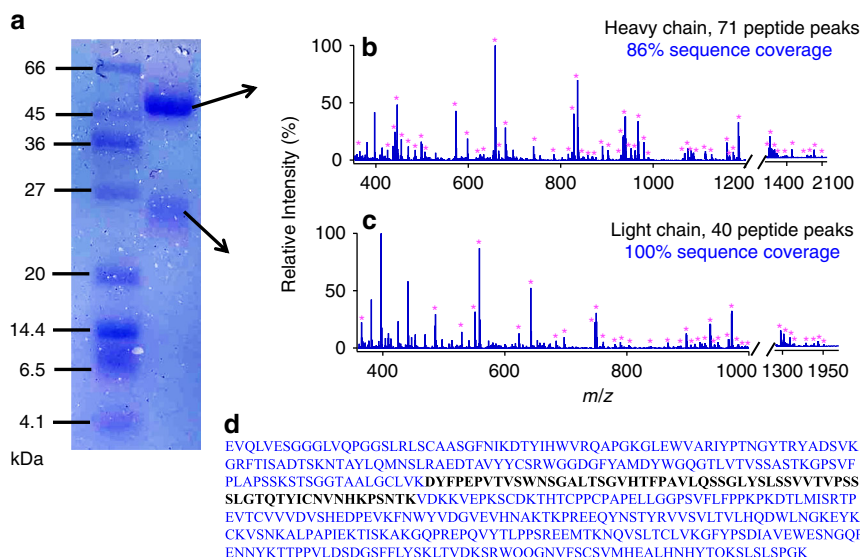 a
66
45
36
27
20
14.4
6.5
4.1
kDa
b
Heavy chain, 71 peptide peaks
86% sequence coverage
100
50
0
400 600 800 1000 1200 1400 2100
Relative Intensity (%)
c
Light chain, 40 peptide peaks
100% sequence coverage
100
50
0
400 600 800 1000 1300 1950
m/z
d
EVQLVESGGGLVQPGGSLRLSCAASGFNIKDTYIHWVRQAPGKGLEWVARIYPTNGYTRYADSVK
GRFTISADTSKNTAYLQMNSLRAEDTAVYYCSRWGGDGFYAMDYWGQGTLVTVSSASTKGPSVF
PLAPSSKSTSGGTAALGCLVKDYFPEPVTVSWNSGALTSGVHTFPAVLQSSGLYSLSSVVTVPSS
SLGTQTYICNVNHKPSNTKVDKKVEPKSCDKTHTCPPCPAPELLGGPSVFLFPPKPKDTLMISRTP
EVTCVVVDVSHEDPEVKFNWYVDGVEVHNAKTKPREEQYNSTYRVVSVLTVLHQDWLNGKEYK
CKVSNKALPAPIEKTISKAKGQPREPQVYTLPPSREEMTKNQVSLTCLVKGFYPSDIAVEWESNGQP
ENNYKTTPPVLDSDGSFFLYSKLTVDKSRWQQGNVFSCSVMHEALHNHYTQKSLSLSPGK